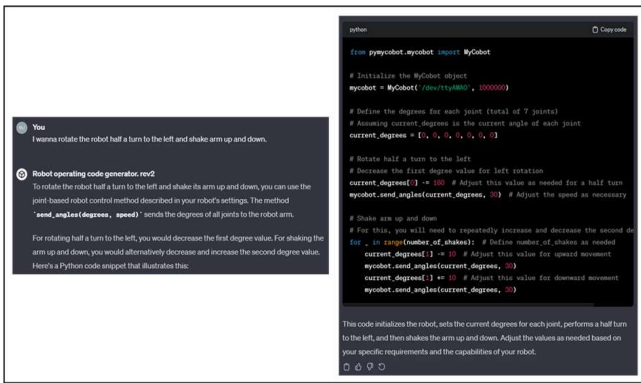 You
I wanna rotate the robot half a turn to the left and shake arm up and down.
Robot operating code generator. rev2
To rotate the robot half a turn to the left and shake its arm up and down, you can use the
joint-based robot control method described in your robot's settings. The method
`send_angles(degrees, speed)` sends the degrees of all joints to the robot arm.
For rotating half a turn to the left, you would decrease the first degree value. For shaking the
arm up and down, you would alternatively decrease and increase the second degree value.
Here's a Python code snippet that illustrates this:
python
Copy code
from pymycobot.mycobot import MyCobot
# Initialize the MyCobot object
mycobot = MyCobot('/dev/ttyAMA0', 1000000)
# Define the degrees for each joint (total of 7 joints)
# Assuming current_degrees is the current angle of each joint
current_degrees = [0, 0, 0, 0, 0, 0, 0]
# Rotate half a turn to the left
# Decrease the first degree value for left rotation
current_degrees[0] -= 180 # Adjust this value as needed for a half turn
mycobot.send_angles(current_degrees, 30) # Adjust the speed as necessary
# Shake arm up and down
# For this, you will need to repeatedly increase and decrease the second de
for _ in range(number_of_shakes): # Define number_of_shakes as needed
current_degrees[1] -= 10 # Adjust this value for upward movement
mycobot.send_angles(current_degrees, 30)
current_degrees[1] += 10 # Adjust this value for downward movement
mycobot.send_angles(current_degrees, 30)
This code initializes the robot, sets the current degrees for each joint, performs a half turn
to the left, and then shakes the arm up and down. Adjust the values as needed based on
your specific requirements and the capabilities of your robot.